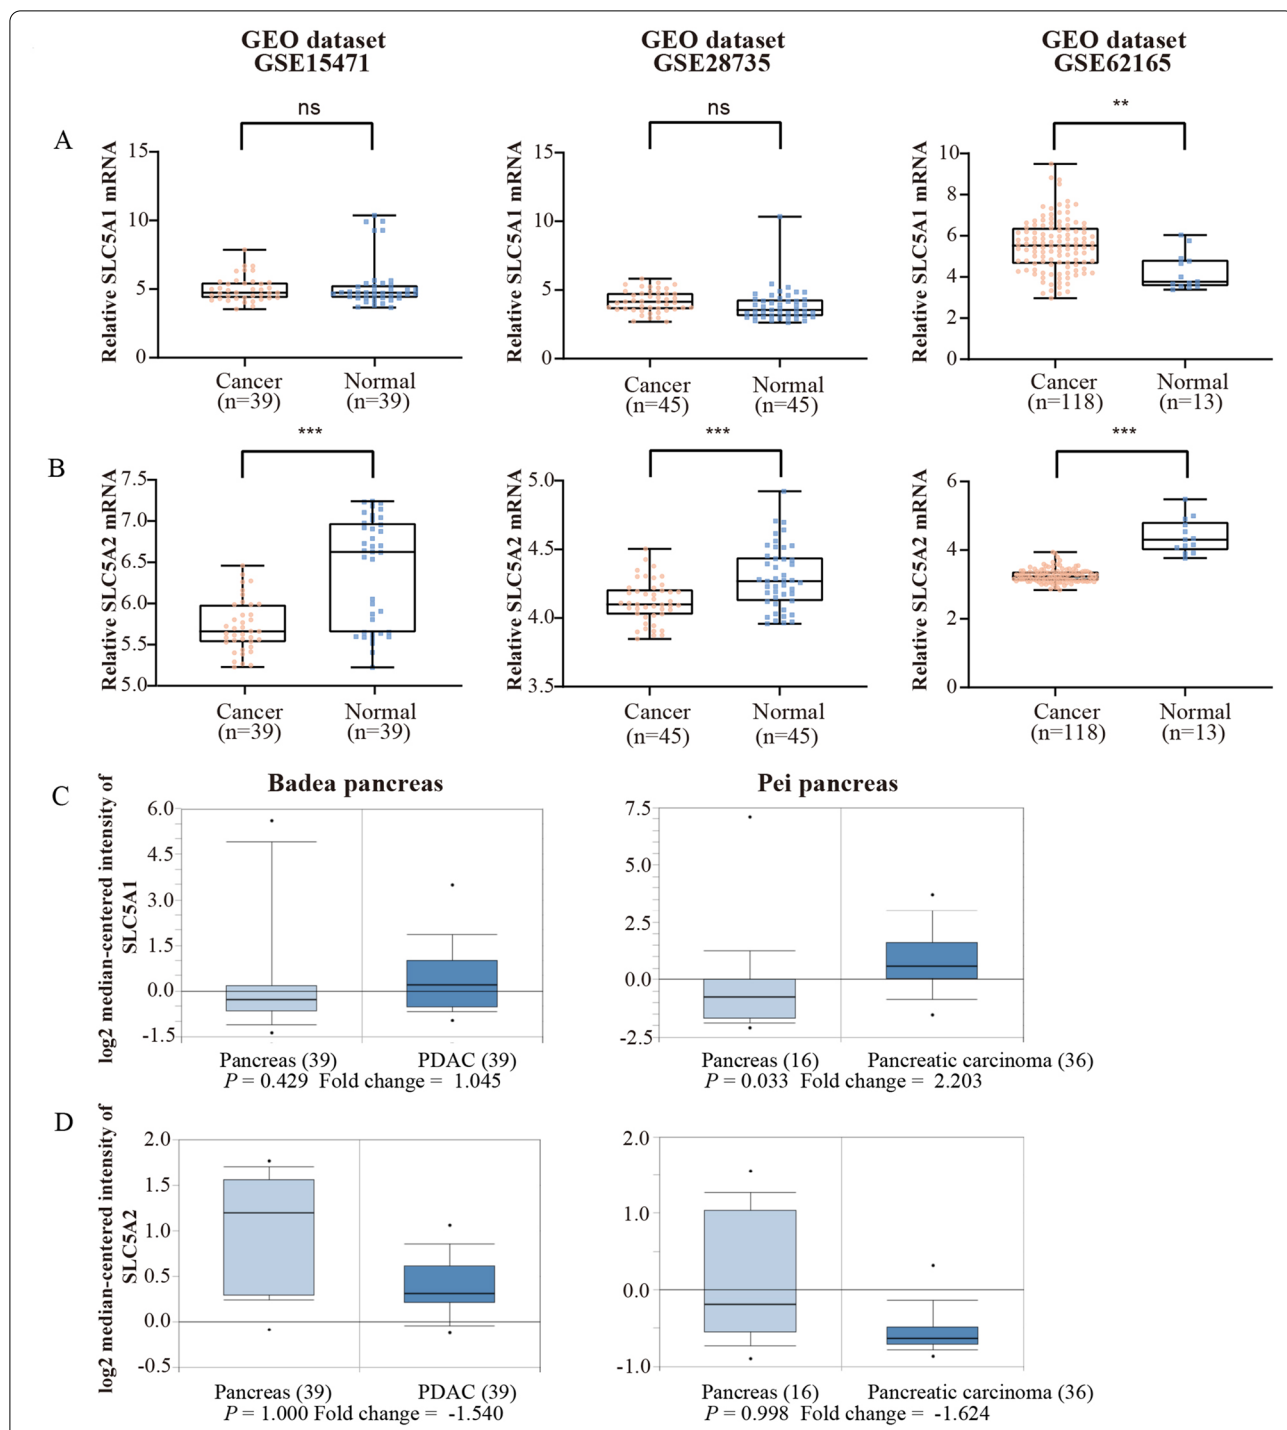 GEO dataset
GSE15471
GEO dataset
GSE28735
GEO dataset
GSE62165
A
ns
Relative SLC5A1 mRNA
15
10
5
0
Cancer
(n=39)
Normal
(n=39)
ns
Relative SLC5A1 mRNA
15
10
5
0
Cancer
(n=45)
Normal
(n=45)
**
Relative SLC5A1 mRNA
10
8
6
4
2
0
Cancer
(n=118)
Normal
(n=13)
B
***
Relative SLC5A2 mRNA
7.5
7.0
6.5
6.0
5.5
5.0
Cancer
(n=39)
Normal
(n=39)
***
Relative SLC5A2 mRNA
5.0
4.5
4.0
3.5
Cancer
(n=45)
Normal
(n=45)
***
Relative SLC5A2 mRNA
6
4
2
0
Cancer
(n=118)
Normal
(n=13)
C
log2 median-centered intensity of
SLC5A1
Badea pancreas
6.0
4.5
3.0
1.5
0.0
-1.5
Pancreas (39)
PDAC (39)
P = 0.429 Fold change = 1.045
Pei pancreas
7.5
5.0
2.5
0.0
-2.5
Pancreas (16)
Pancreatic carcinoma (36)
P = 0.033 Fold change = 2.203
D
log2 median-centered intensity of
SLC5A2
2.0
1.5
1.0
0.5
0.0
-0.5
Pancreas (39)
PDAC (39)
P = 1.000 Fold change = -1.540
2.0
1.0
0.0
-1.0
Pancreas (16)
Pancreatic carcinoma (36)
P = 0.998 Fold change = -1.624